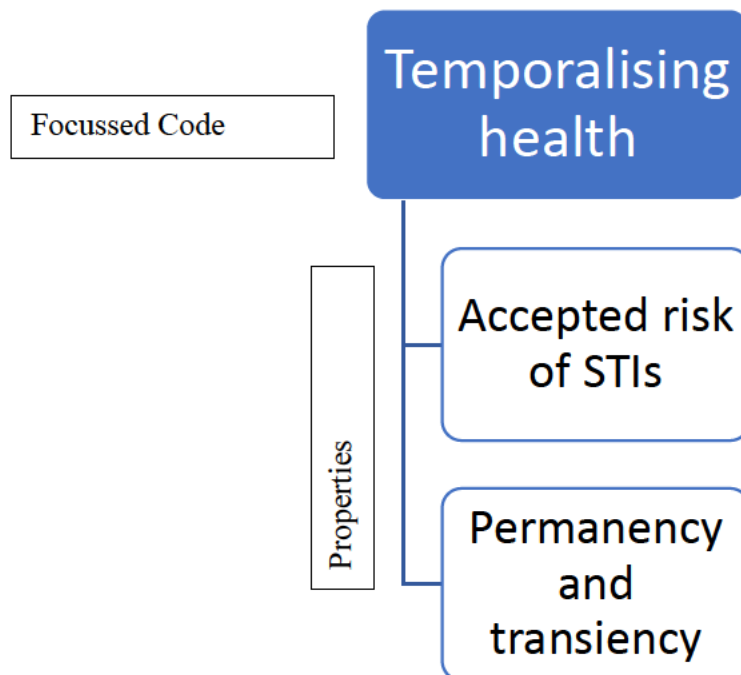 Temporalising
health
Focussed Code
Properties
Accepted risk
of STIs
Permanency
and
transiency